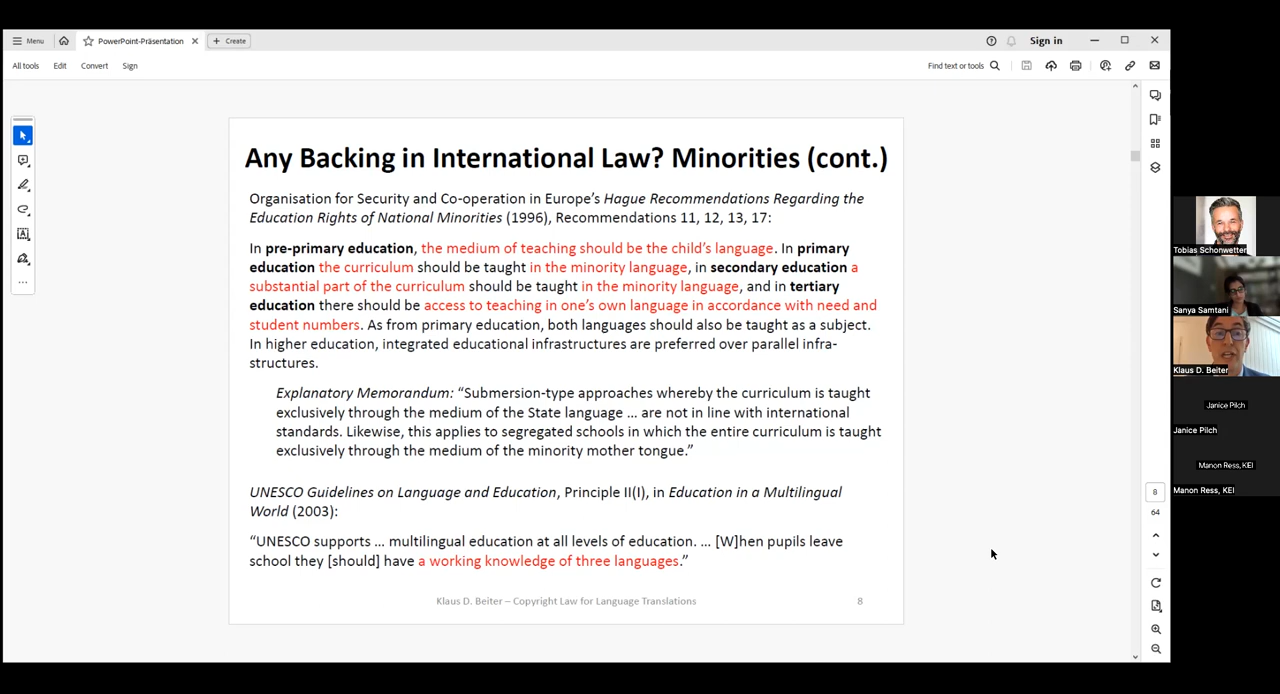 Menu
PowerPoint-Präsentation
Create
Sign in
All tools
Edit
Convert
Sign
Find text or tools
Any Backing in International Law? Minorities (cont.)
Organisation for Security and Co-operation in Europe’s Hague Recommendations Regarding the
Education Rights of National Minorities (1996), Recommendations 11, 12, 13, 17:
In pre-primary education, the medium of teaching should be the child’s language. In primary
education the curriculum should be taught in the minority language, in secondary education a
substantial part of the curriculum should be taught in the minority language, and in tertiary
education there should be access to teaching in one’s own language in accordance with need and
student numbers. As from primary education, both languages should also be taught as a subject.
In higher education, integrated educational infrastructures are preferred over parallel infra-
structures.
Explanatory Memorandum: “Submersion-type approaches whereby the curriculum is taught
exclusively through the medium of the State language ... are not in line with international
standards. Likewise, this applies to segregated schools in which the entire curriculum is taught
exclusively through the medium of the minority mother tongue.”
UNESCO Guidelines on Language and Education, Principle II(I), in Education in a Multilingual
World (2003):
“UNESCO supports ... multilingual education at all levels of education. ... [W]hen pupils leave
school they [should] have a working knowledge of three languages.”
Klaus D. Beiter – Copyright Law for Language Translations
8
8
64
Tobias Schonwetter
Sanya Samtani
Klaus D. Beiter
Janice Pilch
Janice Pilch
Manon Ress, KEI
Manon Ress, KEI